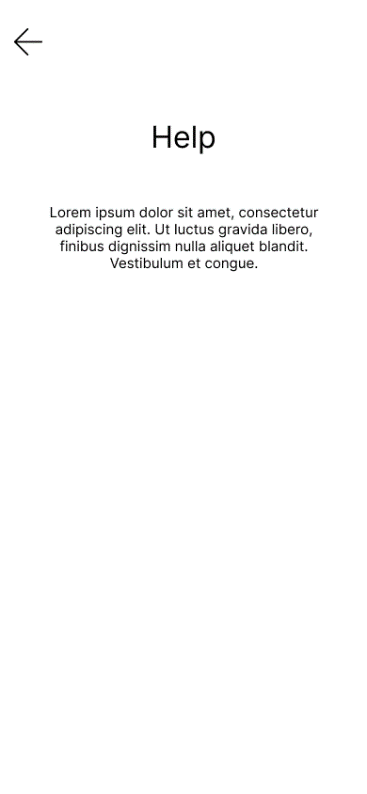 Help
Lorem ipsum dolor sit amet, consectetur
adipiscing elit. Ut luctus gravida libero,
finibus dignissim nulla aliquet blandit.
Vestibulum et congue.